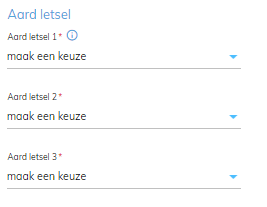 Aard letsel
Aard letsel 1*
maak een keuze
Aard letsel 2*
maak een keuze
Aard letsel 3*
maak een keuze